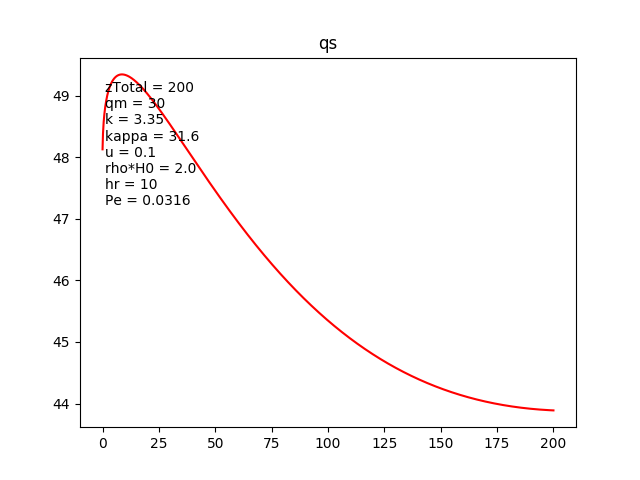 qs
zTotal = 200
qm = 30
k = 3.35
kappa = 31.6
u = 0.1
rho*H0 = 2.0
hr = 10
Pe = 0.0316
49
48
47
46
45
44
0 25 50 75 100 125 150 175 200